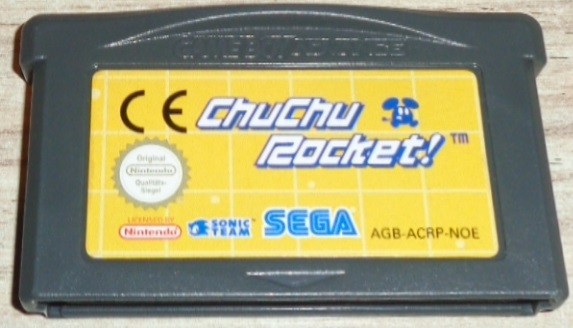 GAME BOY ADVANCE
CE ChuChu
Rocket!™
Original
Nintendo
Qualitäts-
Siegel
LICENSED BY
Nintendo
SONIC
TEAM™
SEGA
AGB-ACRP-NOE